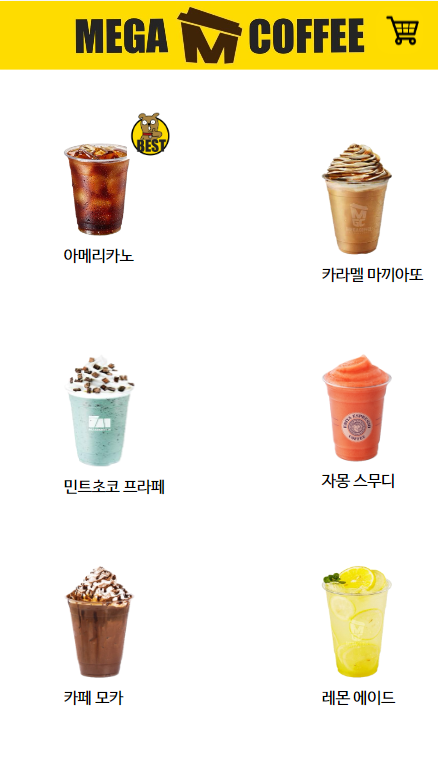 MEGA M COFFEE
BEST
아메리카노
카라멜 마끼아또
민트초코 프라페
자몽 스무디
카페 모카
레몬 에이드